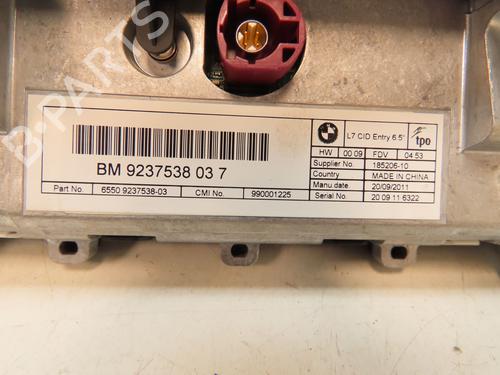 B-PARTS
BMW
L7 CID Entry 6.5"
tpo
HW 00 09 FDV 04.53
Supplier No. 185206-10
Country MADE IN CHINA
Manu.date 20/09/2011
Serial No. 20 09 11 6322
BM 9237538 03 7
Part No. 6550 9237538-03 CMI No. 990001225